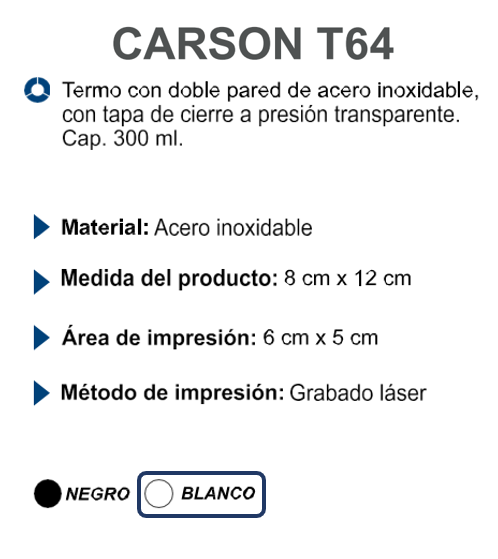 CARSON T64
Termo con doble pared de acero inoxidable,
con tapa de cierre a presión transparente.
Cap. 300 ml.
Material: Acero inoxidable
Medida del producto: 8 cm x 12 cm
Área de impresión: 6 cm x 5 cm
Método de impresión: Grabado láser
NEGRO BLANCO